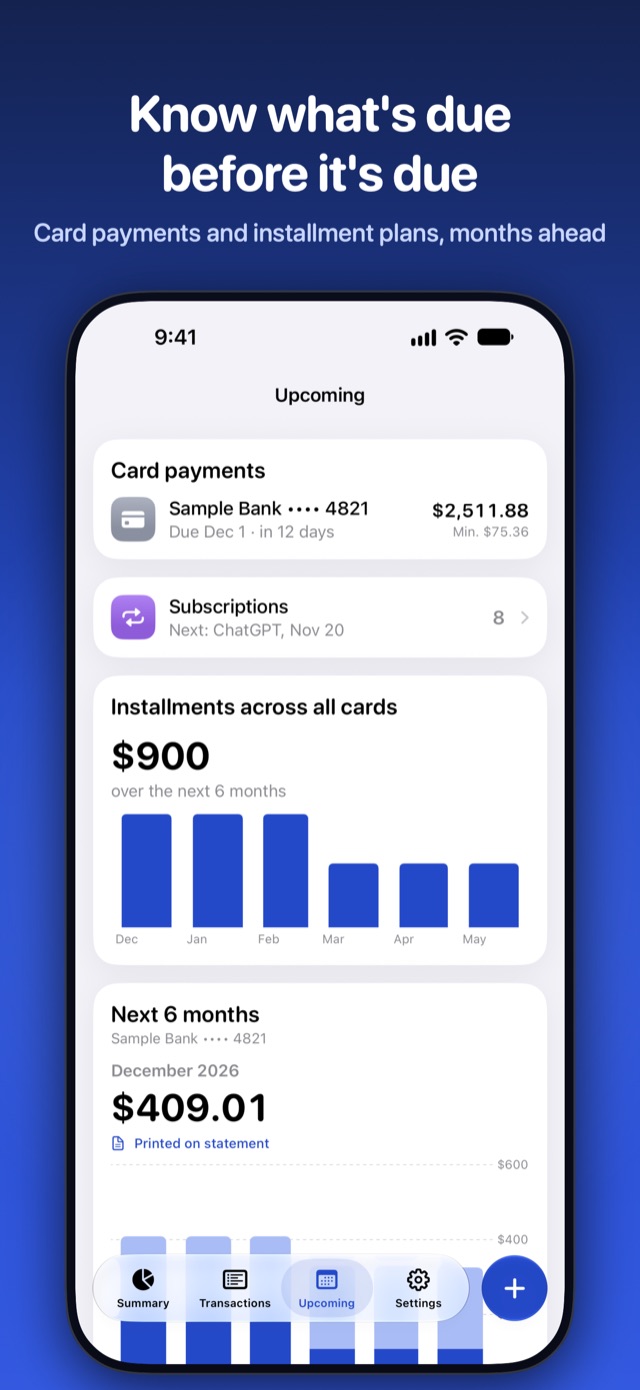 Know what's due
before it's due
Card payments and installment plans, months ahead
9:41
Upcoming
Card payments
Sample Bank •••• 4821
$2,511.88
Due Dec 1 · in 12 days
Min. $75.36
Subscriptions
8
Next: ChatGPT, Nov 20
Installments across all cards
$900
over the next 6 months
Dec Jan Feb Mar Apr May
Next 6 months
Sample Bank •••• 4821
December 2026
$409.01
Printed on statement
$600
$400
Summary Transactions Upcoming Settings